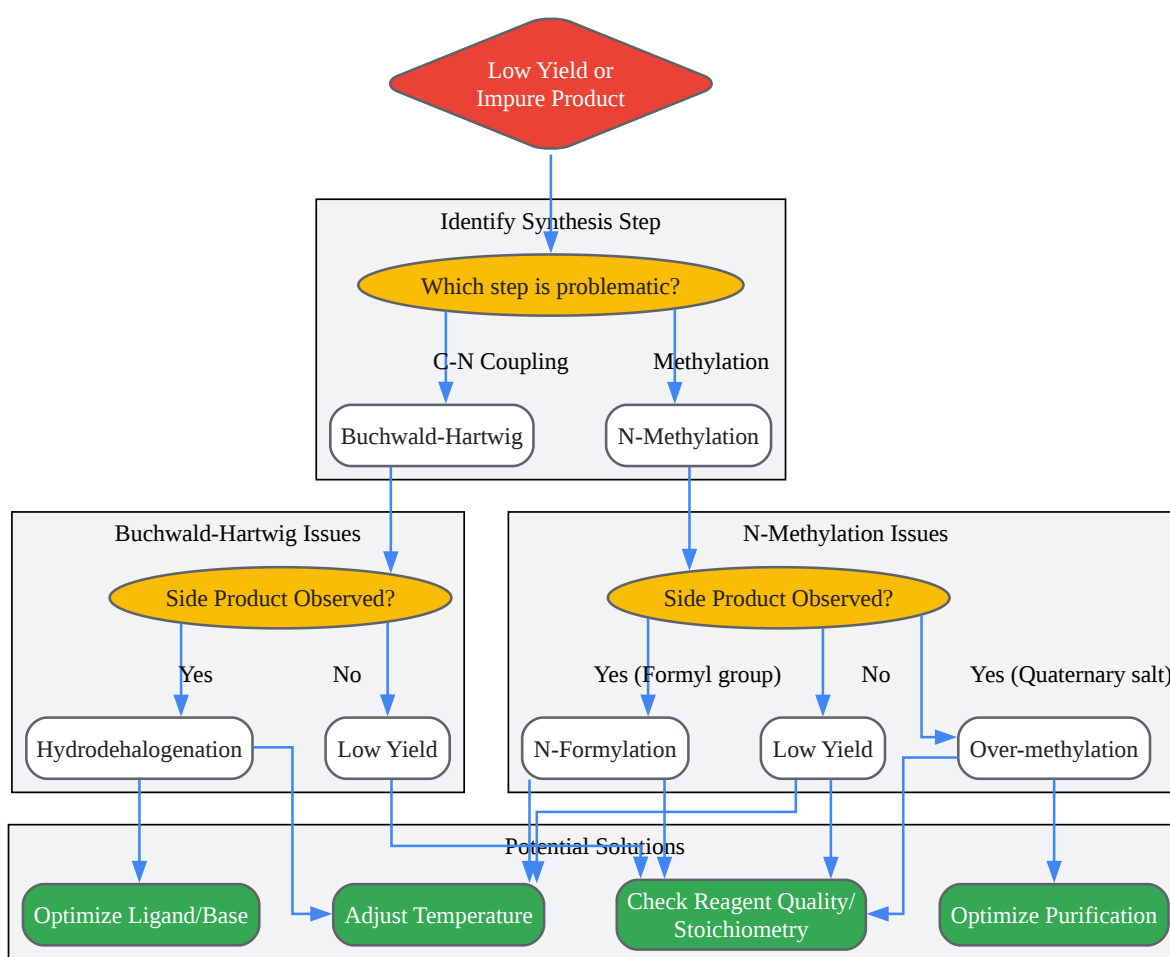 Low Yield or
Impure Product
Identify Synthesis Step
Which step is problematic?
C-N Coupling
Methylation
Buchwald-Hartwig
N-Methylation
Buchwald-Hartwig Issues
N-Methylation Issues
Side Product Observed?
Side Product Observed?
Yes
No
Yes (Formyl group)
No
Yes (Quaternary salt)
Hydrodehalogenation
Low Yield
N-Formylation
Low Yield
Over-methylation
Potential Solutions
Optimize Ligand/Base
Adjust Temperature
Check Reagent Quality/
Stoichiometry
Optimize Purification